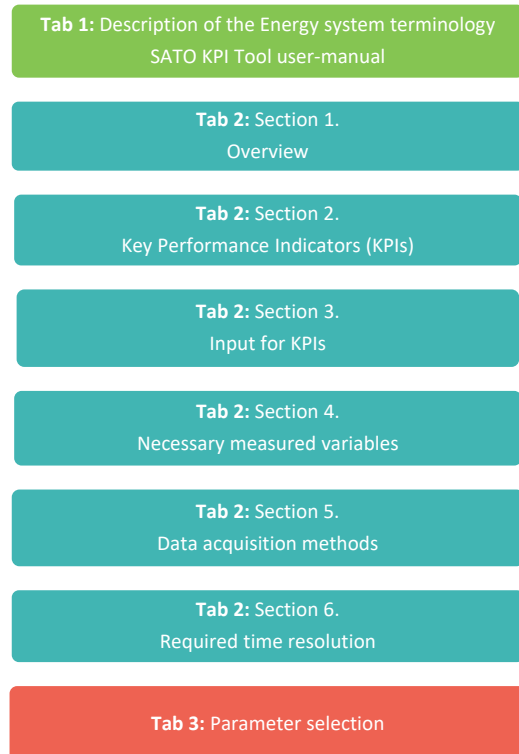 Tab 1: Description of the Energy system terminology
SATO KPI Tool user-manual
Tab 2: Section 1.
Overview
Tab 2: Section 2.
Key Performance Indicators (KPIs)
Tab 2: Section 3.
Input for KPIs
Tab 2: Section 4.
Necessary measured variables
Tab 2: Section 5.
Data acquisition methods
Tab 2: Section 6.
Required time resolution
Tab 3: Parameter selection